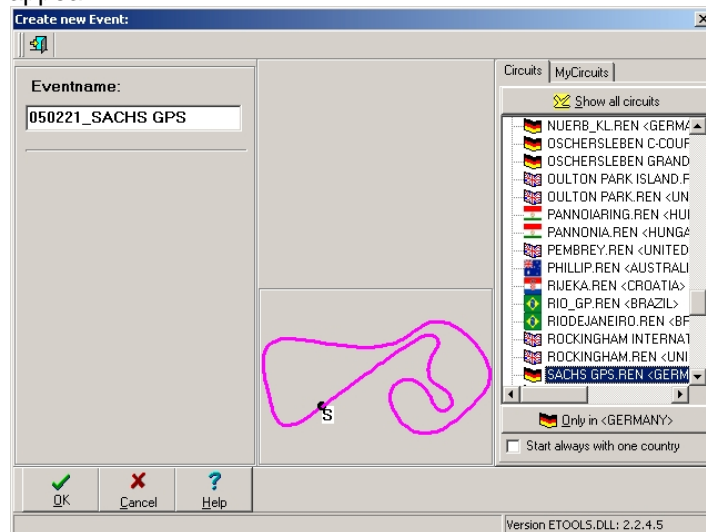 Create new Event:
Eventname:
050221_SACHS GPS
S
Circuits
MyCircuits
Show all circuits
NUERB_KL.REN <GERMA
OSCHERSLEBEN C-COUF
OSCHERSLEBEN GRAND
OULTON PARK ISLAND.F
OULTON PARK.REN <UN
PANNOIARING.REN <HUI
PANNONIA.REN <HUNGA
PEMBREY.REN <UNITED
PHILLIP.REN <AUSTRALI
RIJEKA.REN <CROATIA>
RIO_GP.REN <BRAZIL>
RIODEJANEIRO.REN <BF
ROCKINGHAM INTERNAT
ROCKINGHAM.REN <UNI
SACHS GPS.REN <GERM
Only in <GERMANY>
Start always with one country
OK
Cancel
Help
Version ETOOLS.DLL: 2.2.4.5